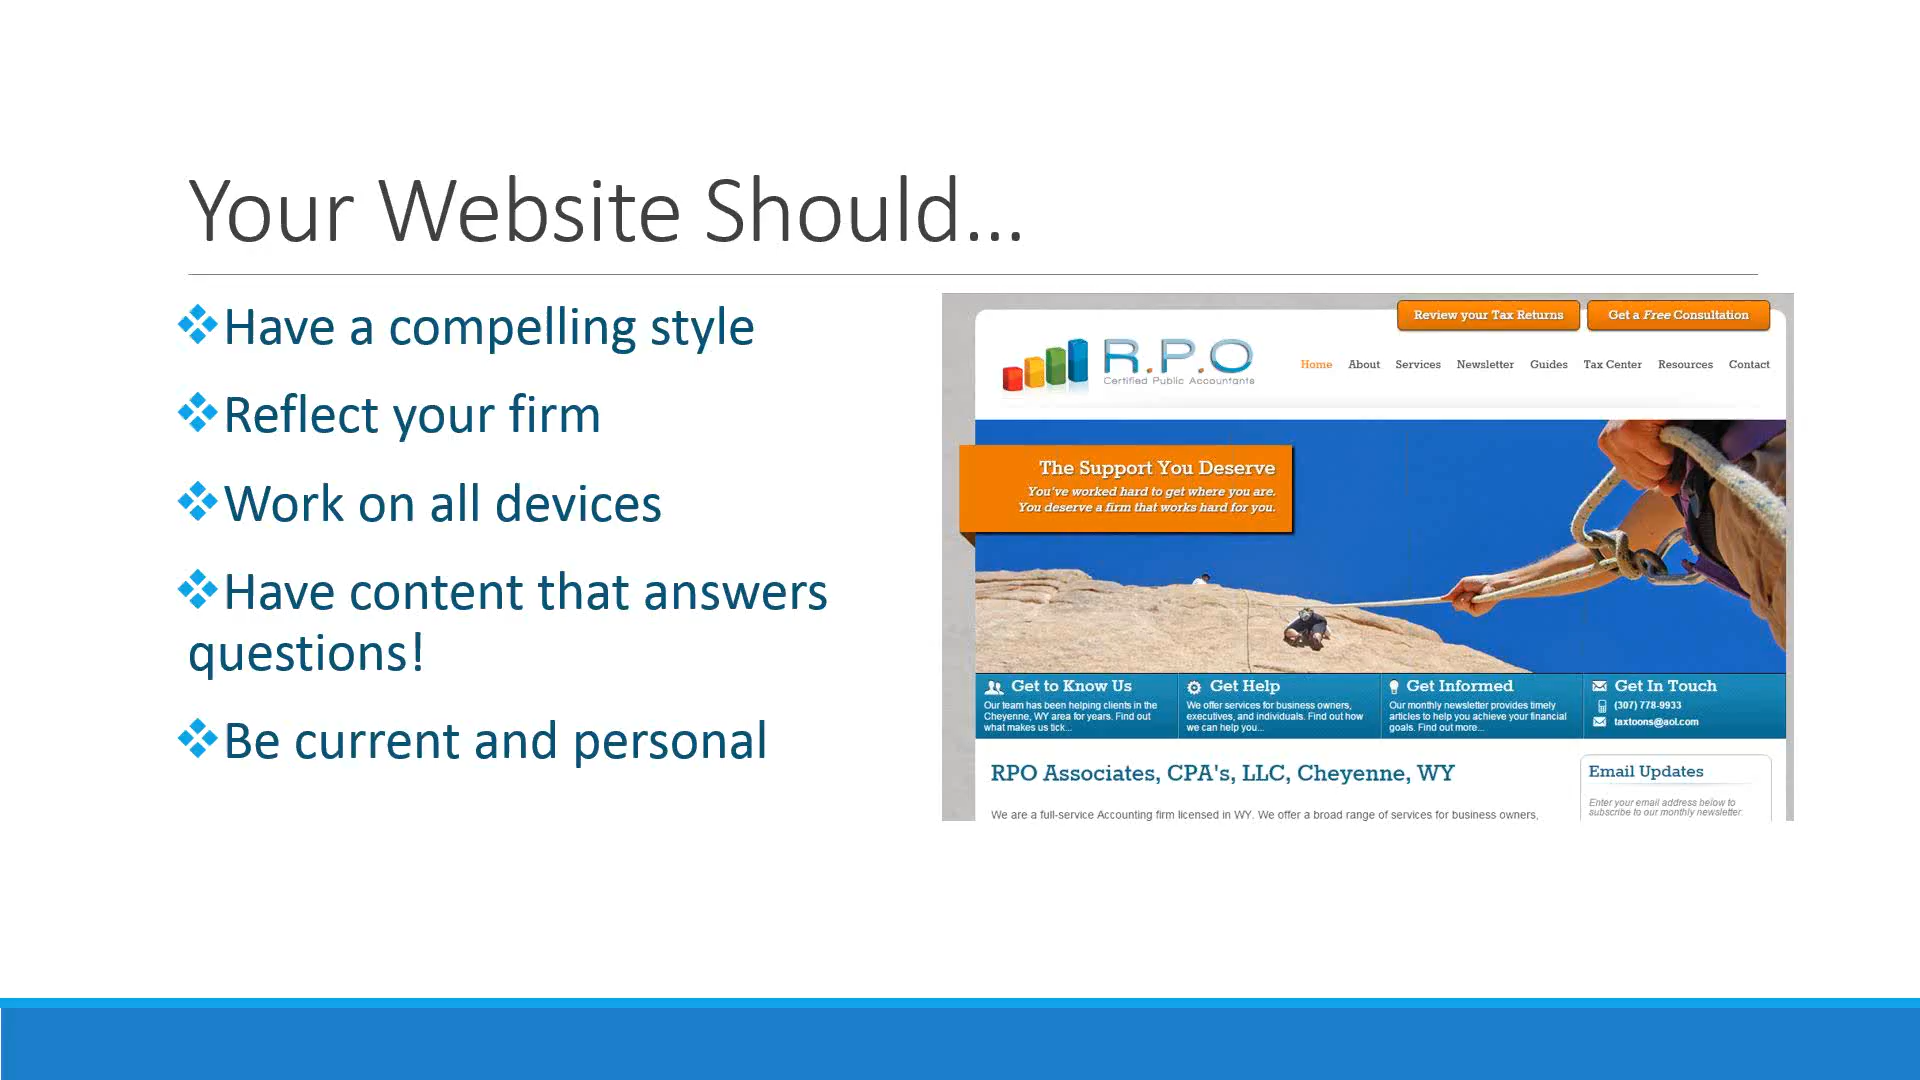 Your Website Should...
Have a compelling style
Reflect your firm
Work on all devices
Have content that answers
questions!
Be current and personal
Review your Tax Returns
Get a Free Consultation
R.P.O
Certified Public Accountants
Home About Services Newsletter Guides Tax Center Resources Contact
The Support You Deserve
You've worked hard to get where you are.
You deserve a firm that works hard for you.
Get to Know Us
Our team has been helping clients in the
Cheyenne, WY area for years. Find out
what makes us tick...
Get Help
We offer services for business owners,
executives, and individuals. Find out how
we can help you...
Get Informed
Our monthly newsletter provides timely
articles to help you achieve your financial
goals. Find out more...
Get In Touch
(307) 778-9933
taxtoons@aol.com
RPO Associates, CPA's, LLC, Cheyenne, WY
We are a full-service Accounting firm licensed in WY. We offer a broad range of services for business owners,
Email Updates
Enter your email address below to
subscribe to our monthly newsletter.